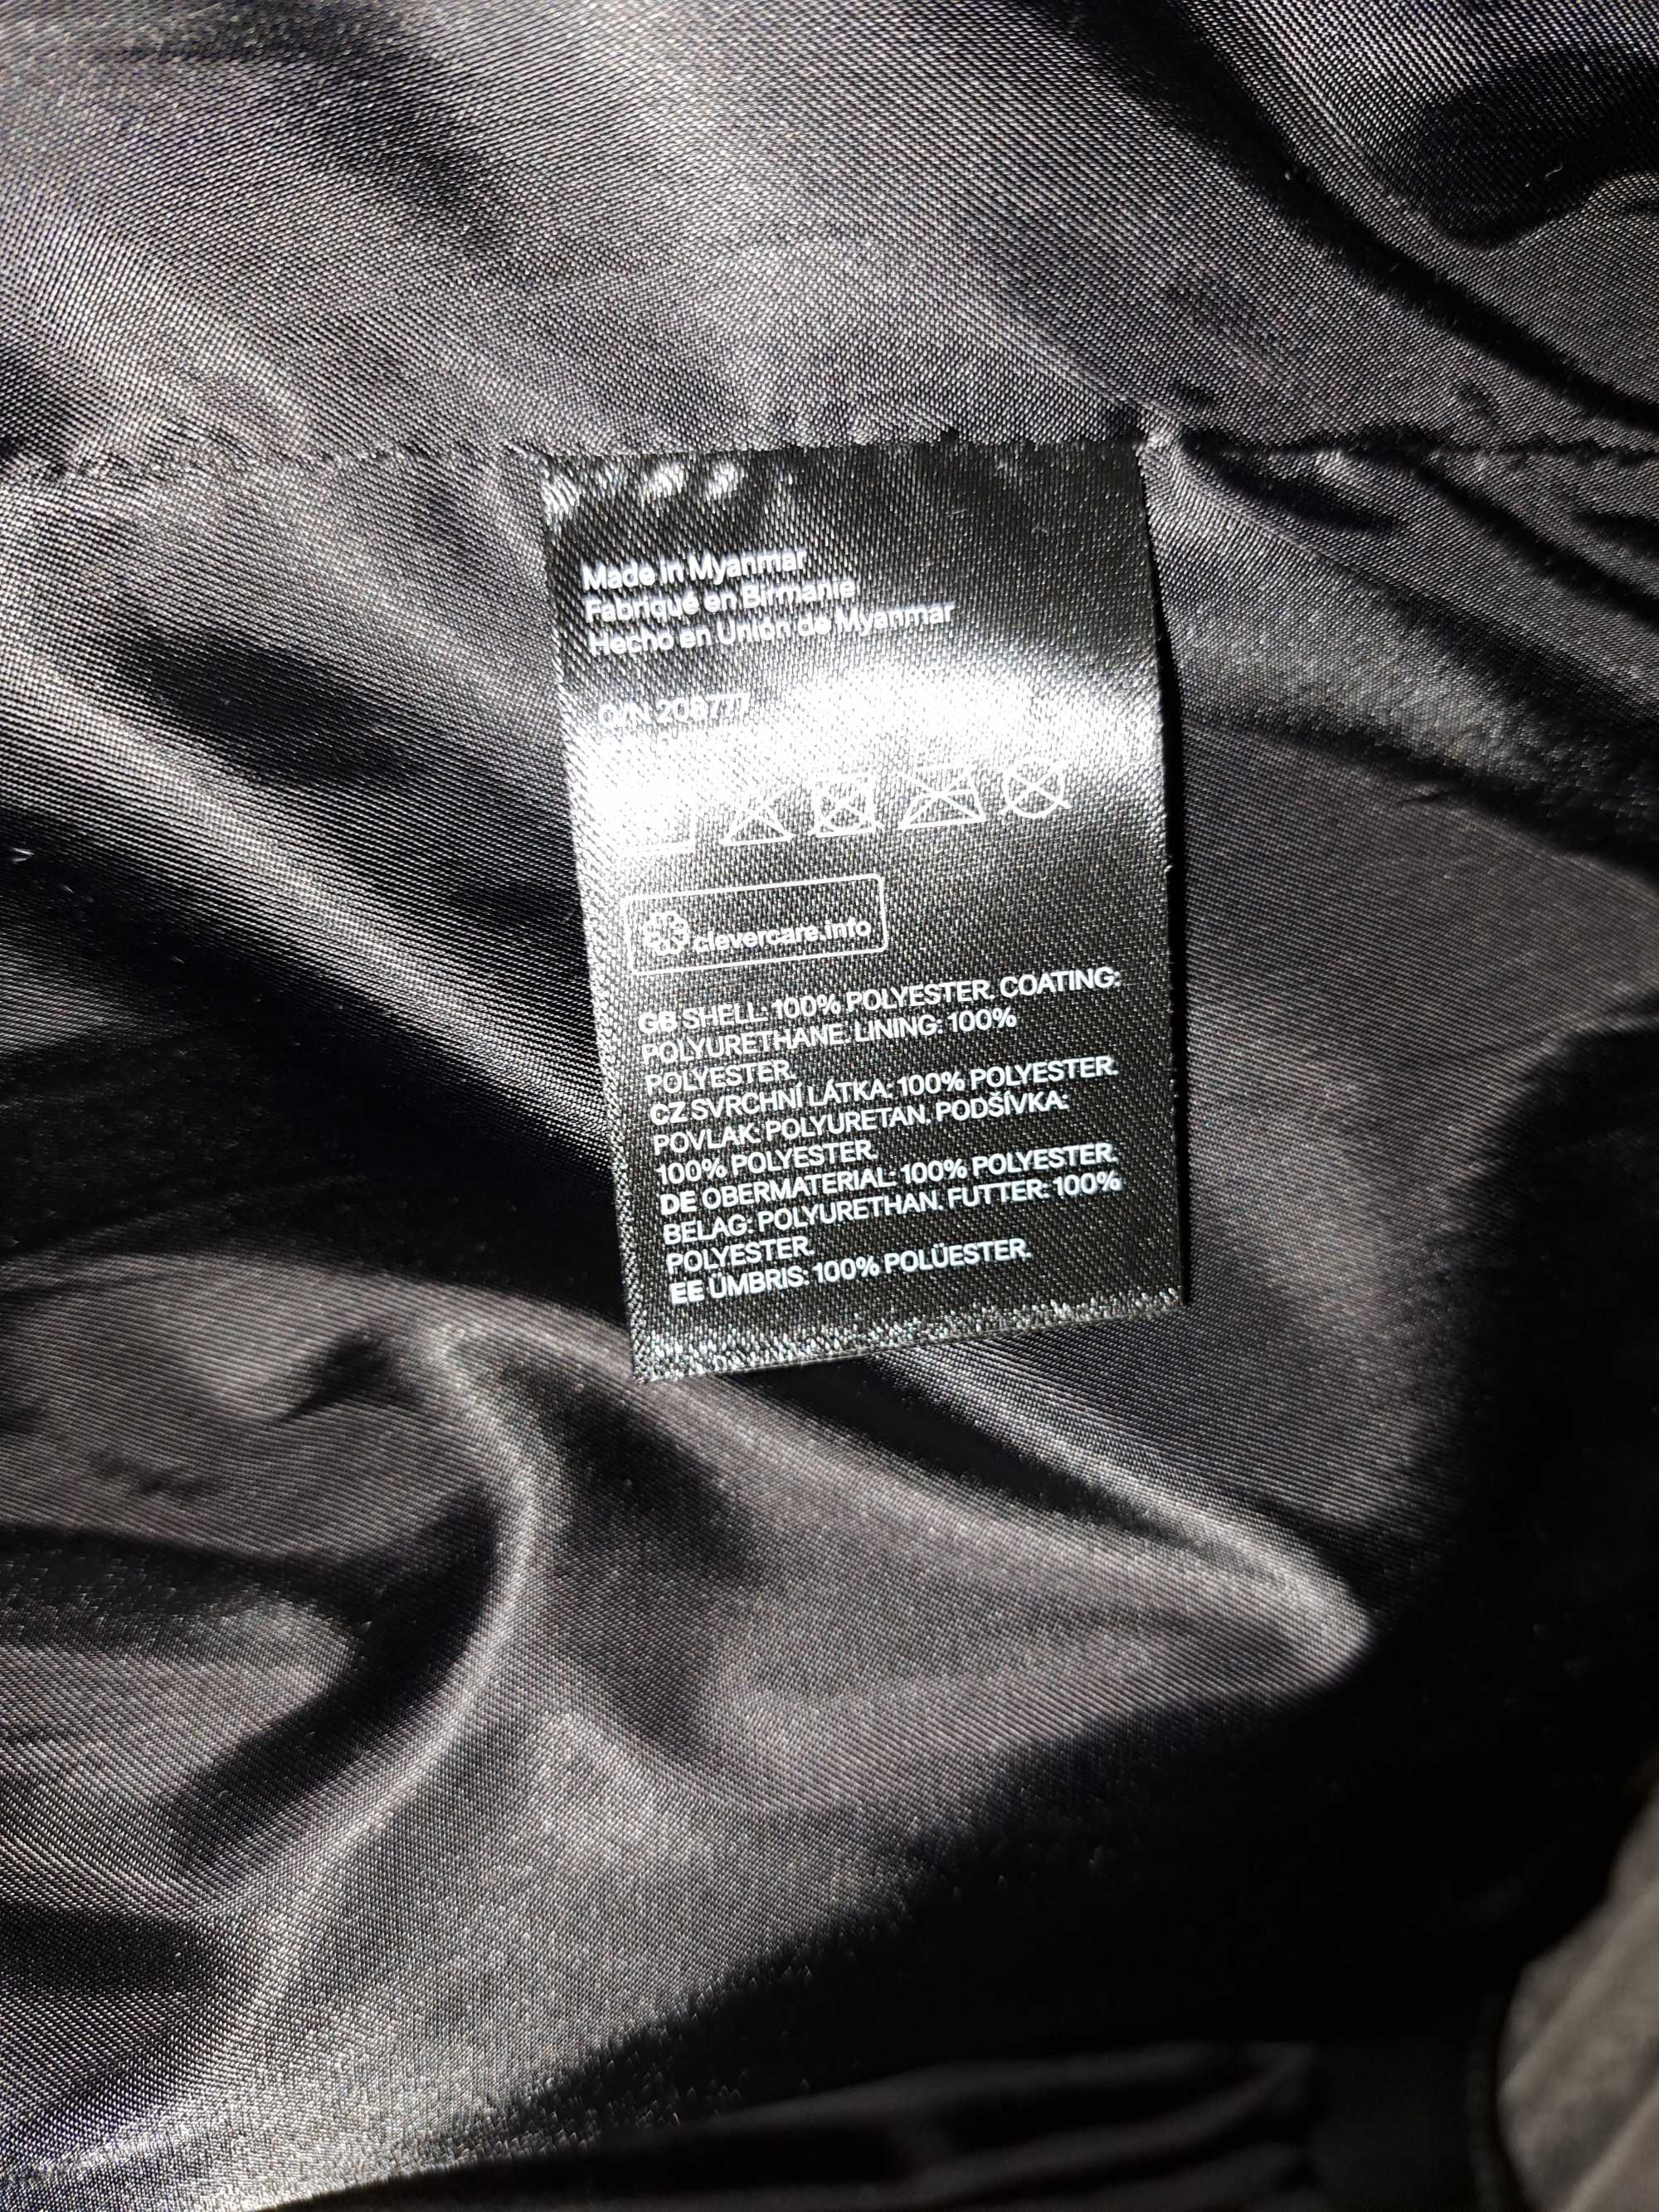 Made in Myanmar
Fabriqué en Birmanie
Hecho en Unión de Myanmar
clevercare.info
GB SHELL: 100% POLYESTER. COATING:
POLYURETHANE. LINING: 100%
POLYESTER.
CZ SVRCHNÍ LÁTKA: 100% POLYESTER.
POVLAK: POLYURETAN. PODŠÍVKA:
100% POLYESTER.
DE OBERMATERIAL: 100% POLYESTER.
BELAG: POLYURETHAN. FUTTER: 100%
POLYESTER.
EE ÜMBRIS: 100% POLÜESTER.